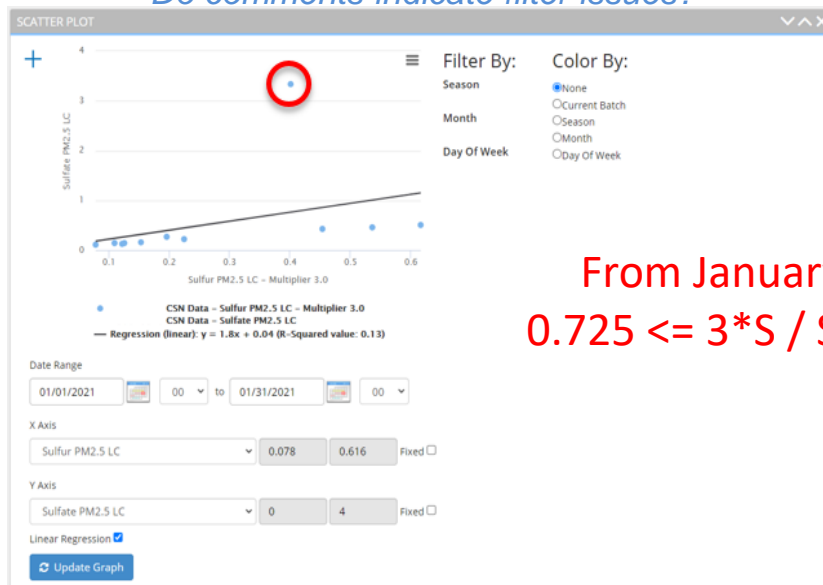 Do comments indicate filter issues?
SCATTER PLOT
4
3
2
1
0
Sulfate PM2.5 LC
0.1 0.2 0.3 0.4 0.5 0.6
Sulfur PM2.5 LC – Multiplier 3.0
CSN Data – Sulfur PM2.5 LC – Multiplier 3.0
CSN Data – Sulfate PM2.5 LC
Regression (linear): y = 1.8x + 0.04 (R-Squared value: 0.13)
Filter By:
Season
Month
Day Of Week
Color By:
None
Current Batch
Season
Month
Day Of Week
From Januar
0.725 <= 3*S / S
Date Range
01/01/2021 00 to 01/31/2021 00
X Axis
Sulfur PM2.5 LC 0.078 0.616 Fixed
Y Axis
Sulfate PM2.5 LC 0 4 Fixed
Linear Regression
Update Graph